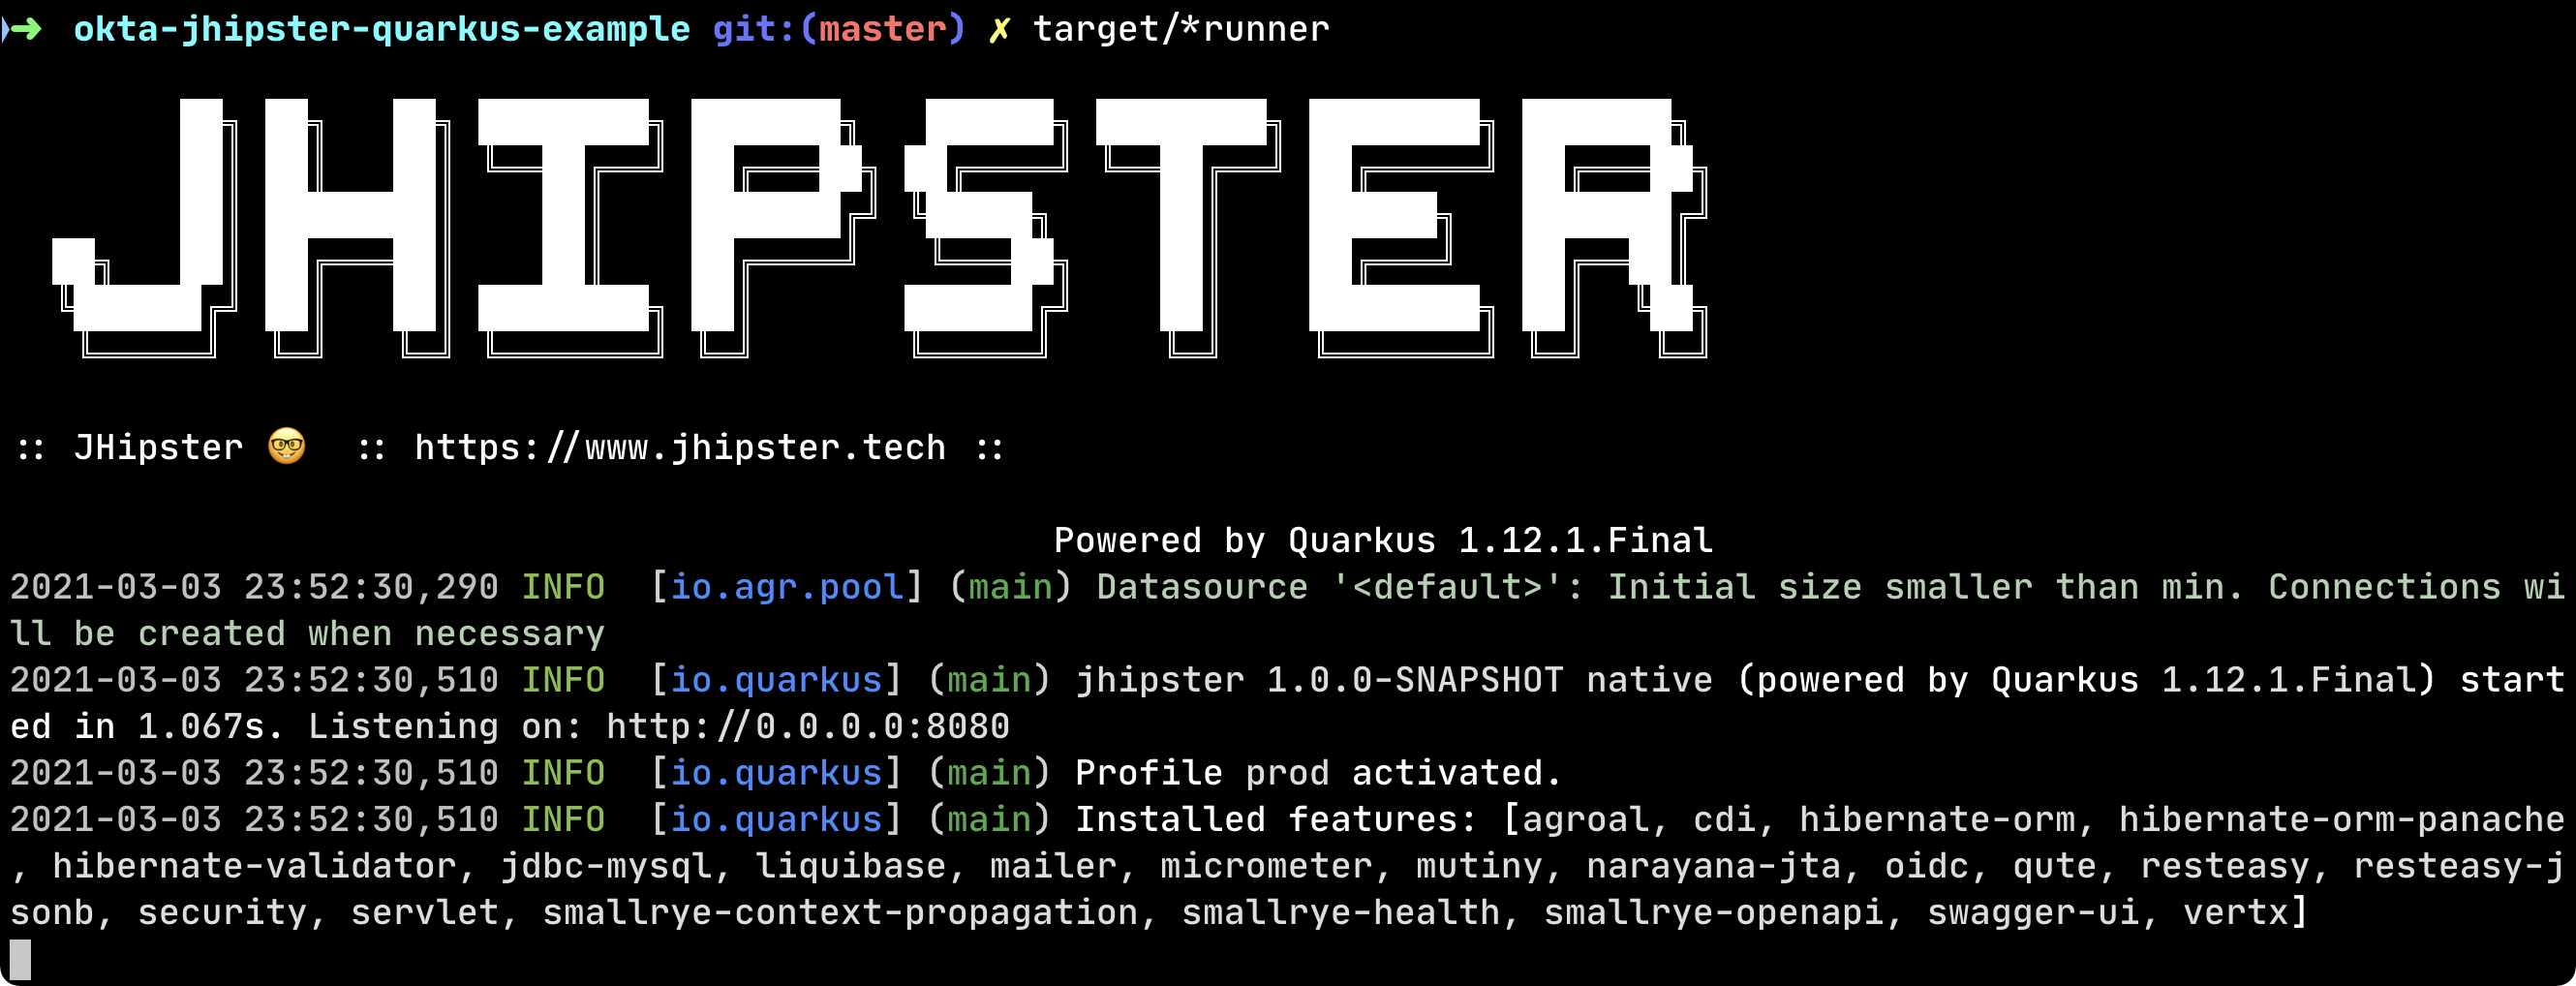 ➜ okta-jhipster-quarkus-example git:(master) ✗ target/*runner
JHIPSTER
:: JHipster 🤓 :: https://www.jhipster.tech ::
Powered by Quarkus 1.12.1.Final
2021-03-03 23:52:30,290 INFO [io.agr.pool] (main) Datasource '<default>': Initial size smaller than min. Connections wi
ll be created when necessary
2021-03-03 23:52:30,510 INFO [io.quarkus] (main) jhipster 1.0.0-SNAPSHOT native (powered by Quarkus 1.12.1.Final) start
ed in 1.067s. Listening on: http://0.0.0.0:8080
2021-03-03 23:52:30,510 INFO [io.quarkus] (main) Profile prod activated.
2021-03-03 23:52:30,510 INFO [io.quarkus] (main) Installed features: [agroal, cdi, hibernate-orm, hibernate-orm-panache
, hibernate-validator, jdbc-mysql, liquibase, mailer, micrometer, mutiny, narayana-jta, oidc, qute, resteasy, resteasy-j
sonb, security, servlet, smallrye-context-propagation, smallrye-health, smallrye-openapi, swagger-ui, vertx]